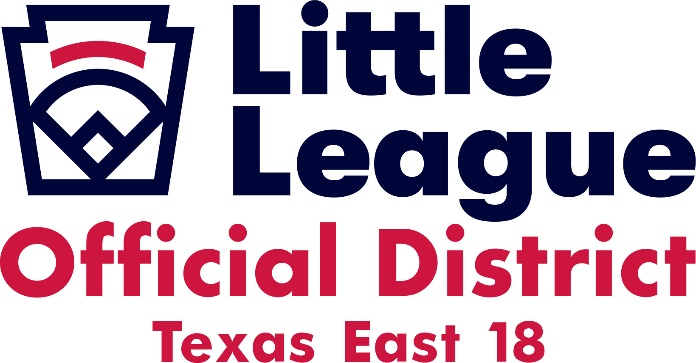 Little
League
Official District
Texas East 18